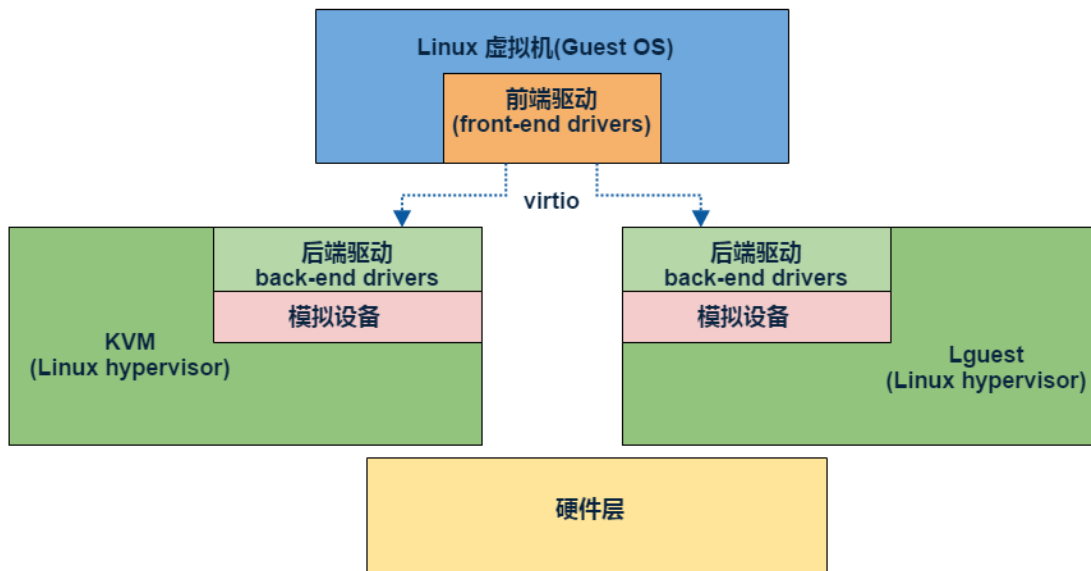 Linux 虚拟机(Guest OS)
前端驱动
(front-end drivers)
virtio
后端驱动
back-end drivers
模拟设备
KVM
(Linux hypervisor)
后端驱动
back-end drivers
模拟设备
Lguest
(Linux hypervisor)
硬件层